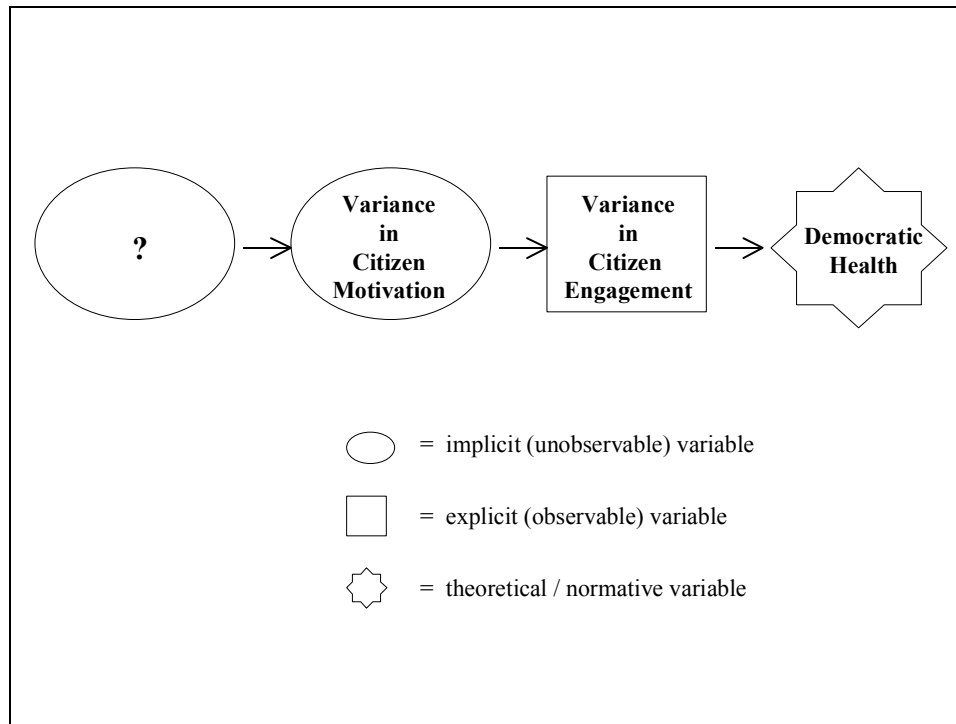 ?
Variance
in
Citizen
Motivation
Variance
in
Citizen
Engagement
Democratic
Health
= implicit (unobservable) variable
= explicit (observable) variable
= theoretical / normative variable